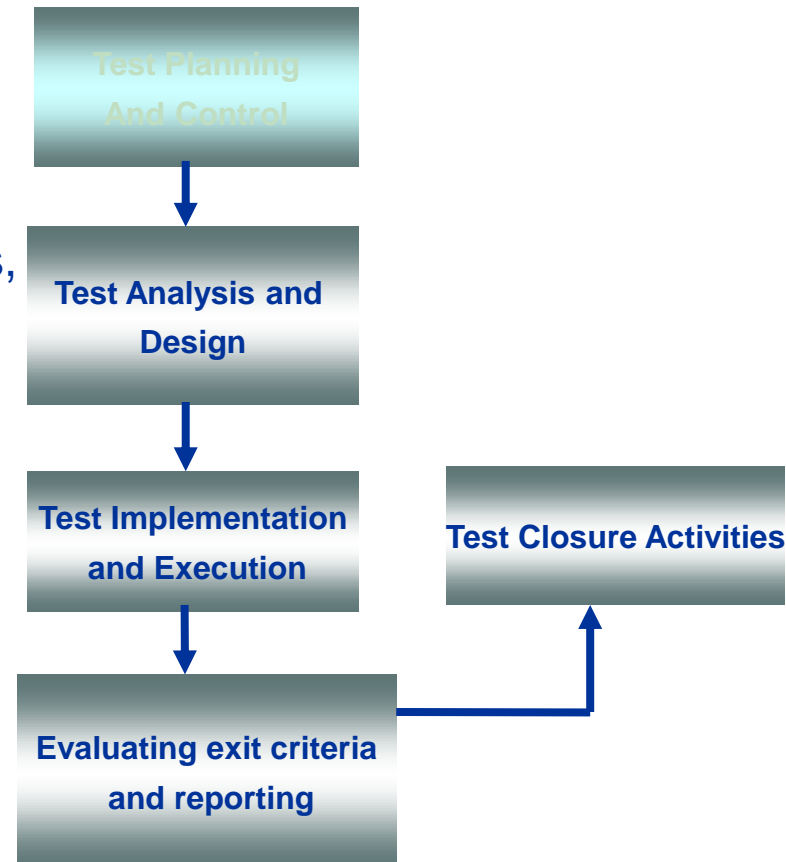 Test Planning
And Control
s,
Test Analysis and
Design
Test Implementation
and Execution
Test Closure Activities
Evaluating exit criteria
and reporting